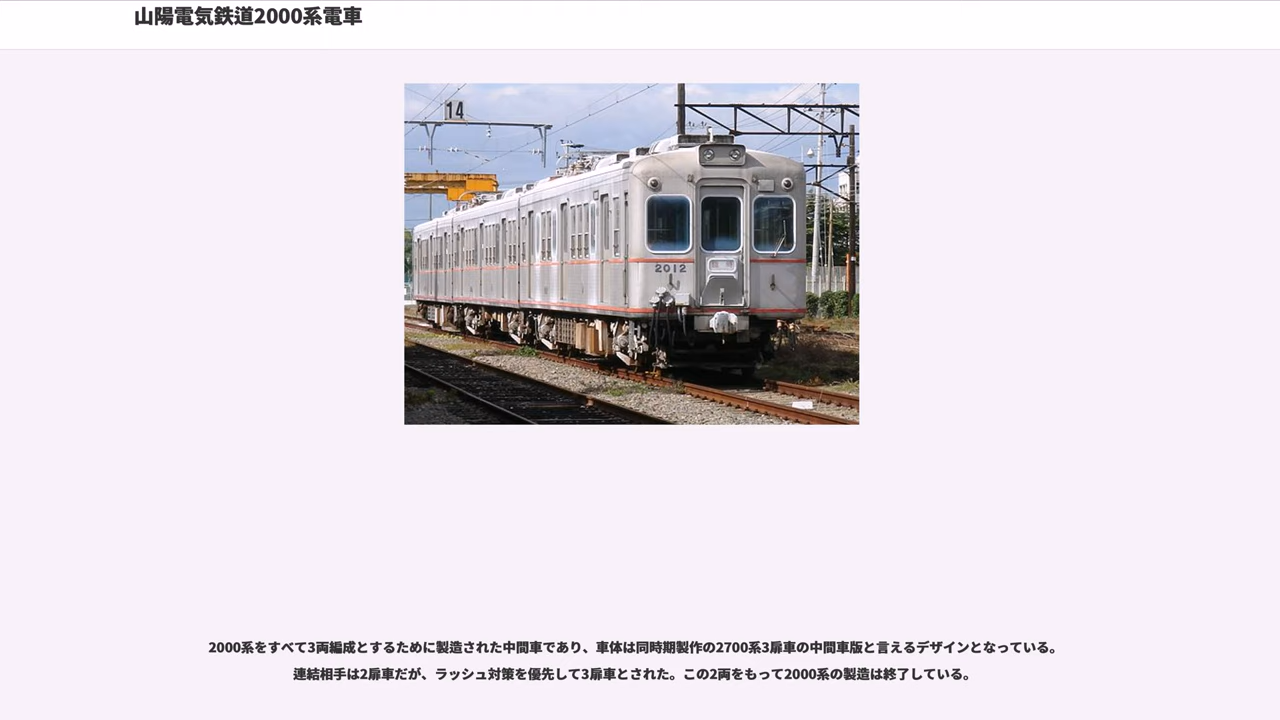 山陽電気鉄道2000系電車
14
2012
2000系をすべて3両編成とするために製造された中間車であり、車体は同時期製作の2700系3扉車の中間車版と言えるデザインとなっている。
連結相手は2扉車だが、ラッシュ対策を優先して3扉車とされた。この2両をもって2000系の製造は終了している。